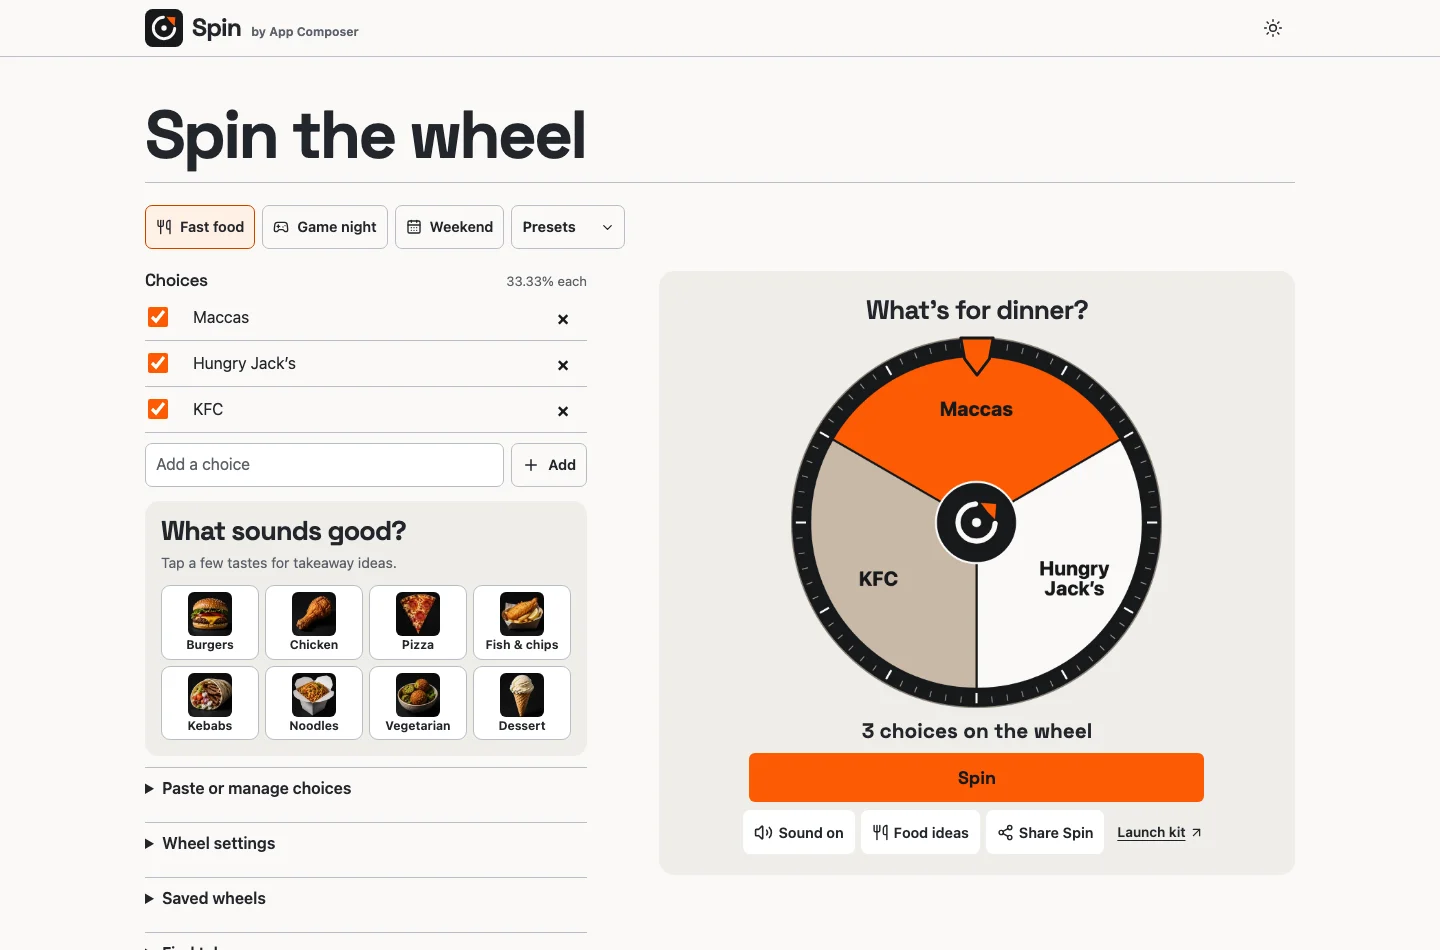 Spin by App Composer
Spin the wheel
Fast food
Game night
Weekend
Presets
Choices
33.33% each
Maccas
Hungry Jack's
KFC
Add a choice
Add
What sounds good?
Tap a few tastes for takeaway ideas.
Burgers
Chicken
Pizza
Fish & chips
Kebabs
Noodles
Vegetarian
Dessert
Paste or manage choices
Wheel settings
Saved wheels
What's for dinner?
Maccas
KFC
Hungry
Jack's
3 choices on the wheel
Spin
Sound on
Food ideas
Share Spin
Launch kit